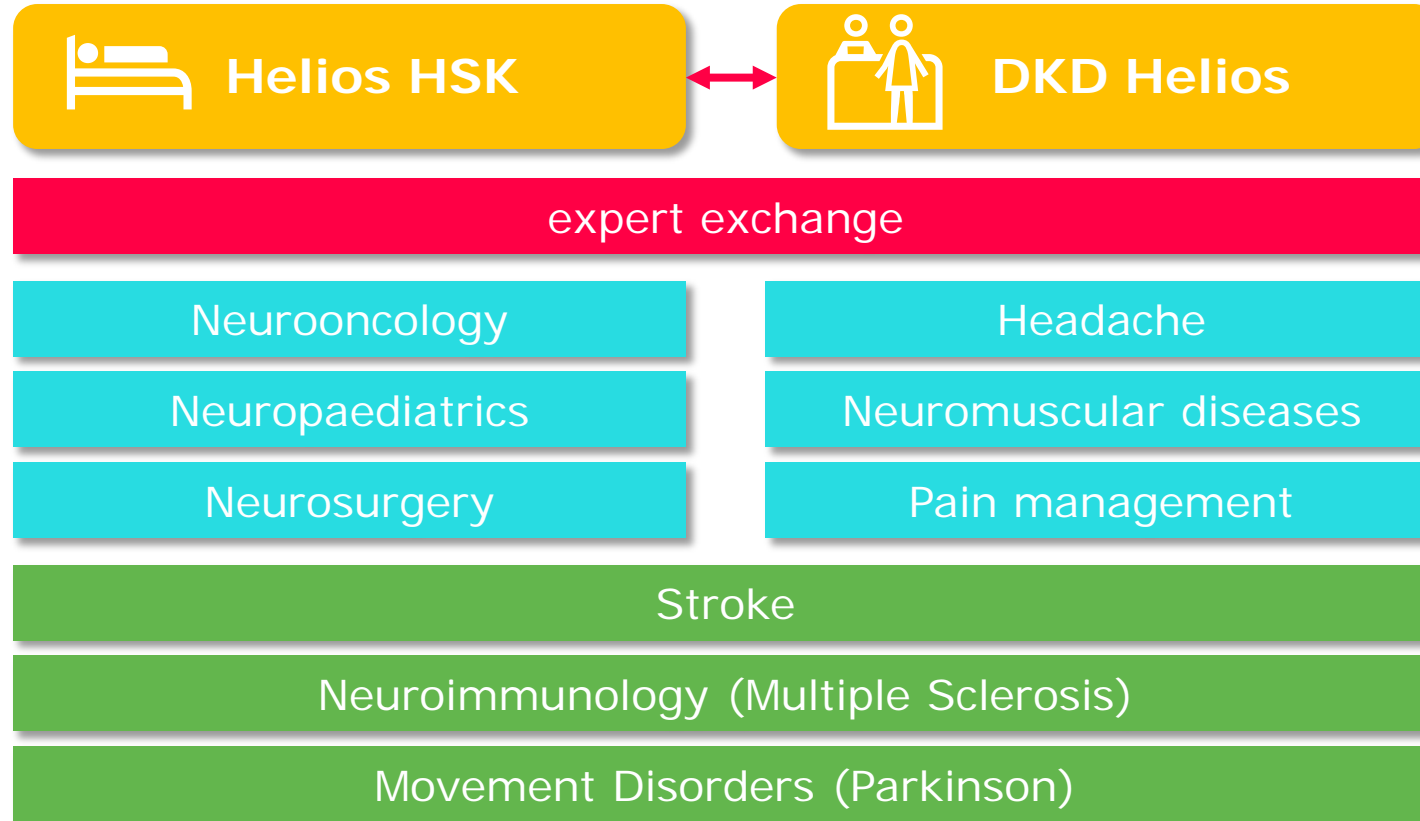 Helios HSK
DKD Helios
expert exchange
Neurooncology
Headache
Neuropaediatrics
Neuromuscular diseases
Neurosurgery
Pain management
Stroke
Neuroimmunology (Multiple Sclerosis)
Movement Disorders (Parkinson)